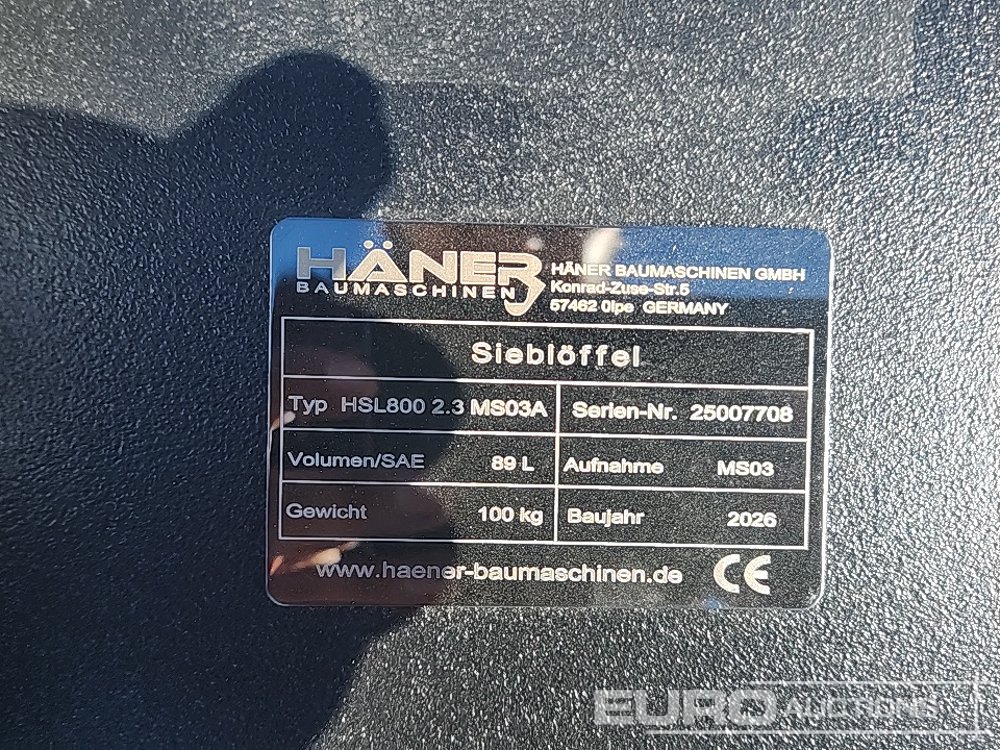 HÄNER
BAUMASCHINEN
HÄNER BAUMASCHINEN GMBH
Konrad-Zuse-Str.5
57462 Olpe GERMANY
Sieblöffel
Typ HSL800 2.3 MS03A Serien-Nr. 25007708
Volumen/SAE 89 L Aufnahme MS03
Gewicht 100 kg Baujahr 2026
www.haener-baumaschinen.de CE
EURO AUCTIONS